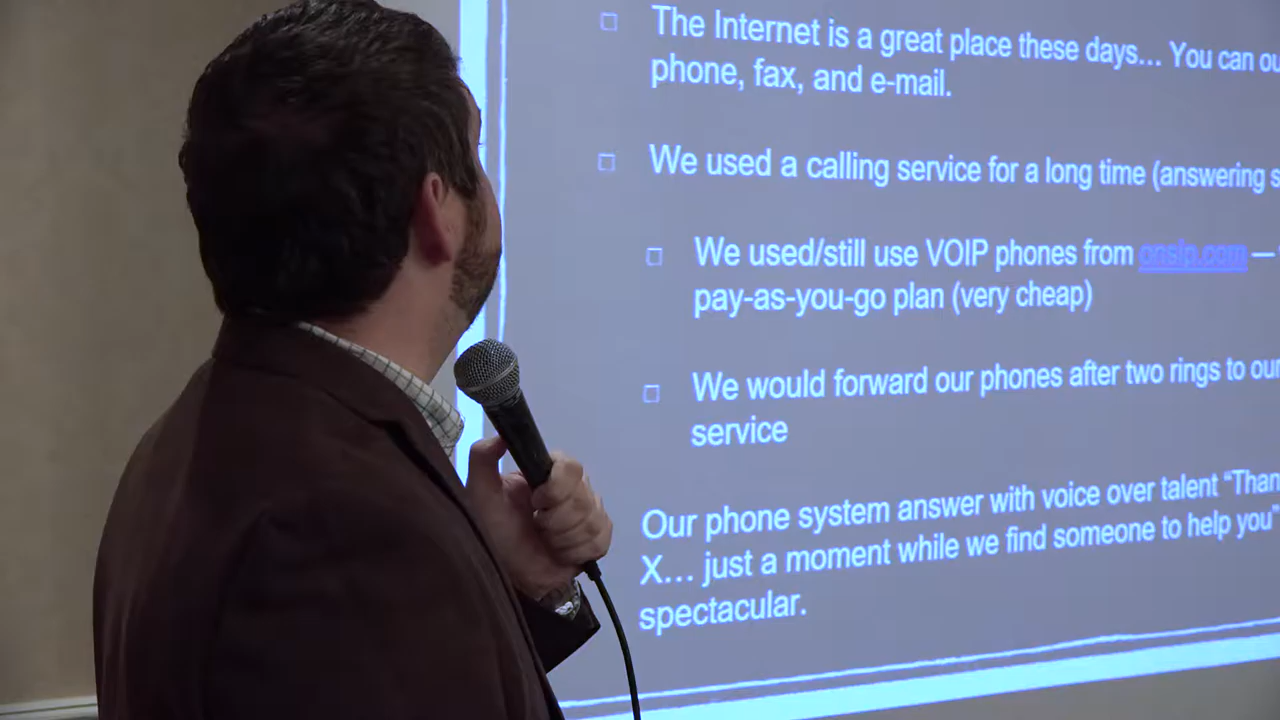 The Internet is a great place these days... You can ou
phone, fax, and e-mail.
We used a calling service for a long time (answering s
We used/still use VOIP phones from onsip.com —
pay-as-you-go plan (very cheap)
We would forward our phones after two rings to our
service
Our phone system answer with voice over talent “Than
X... just a moment while we find someone to help you”
spectacular.